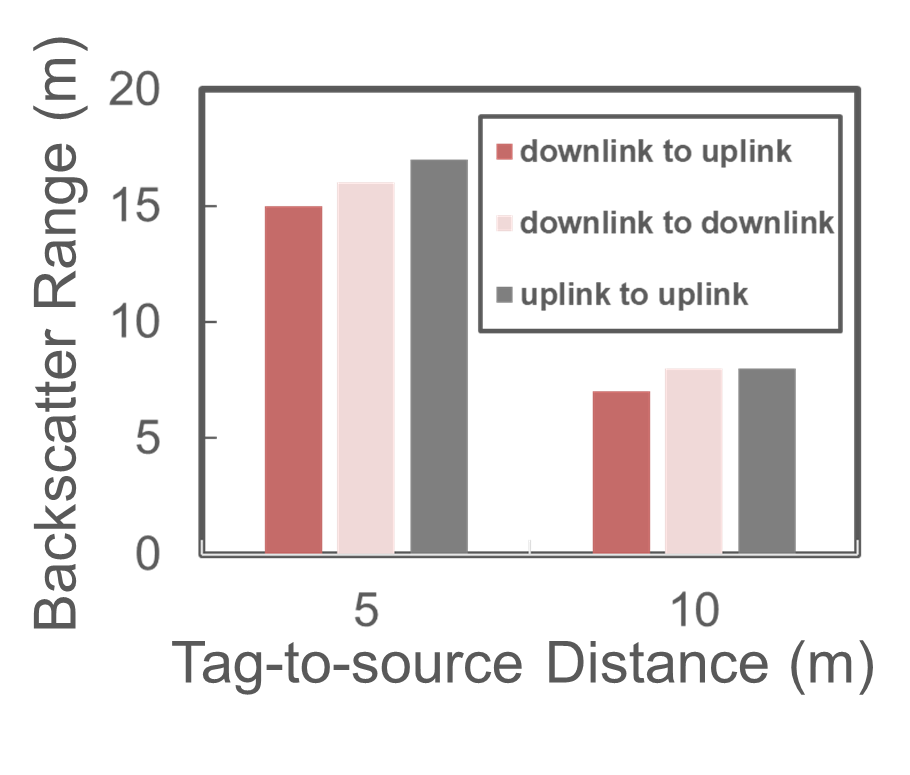 Backscatter Range (m)
20
15
10
5
0
downlink to uplink
downlink to downlink
uplink to uplink
5
10
Tag-to-source Distance (m)